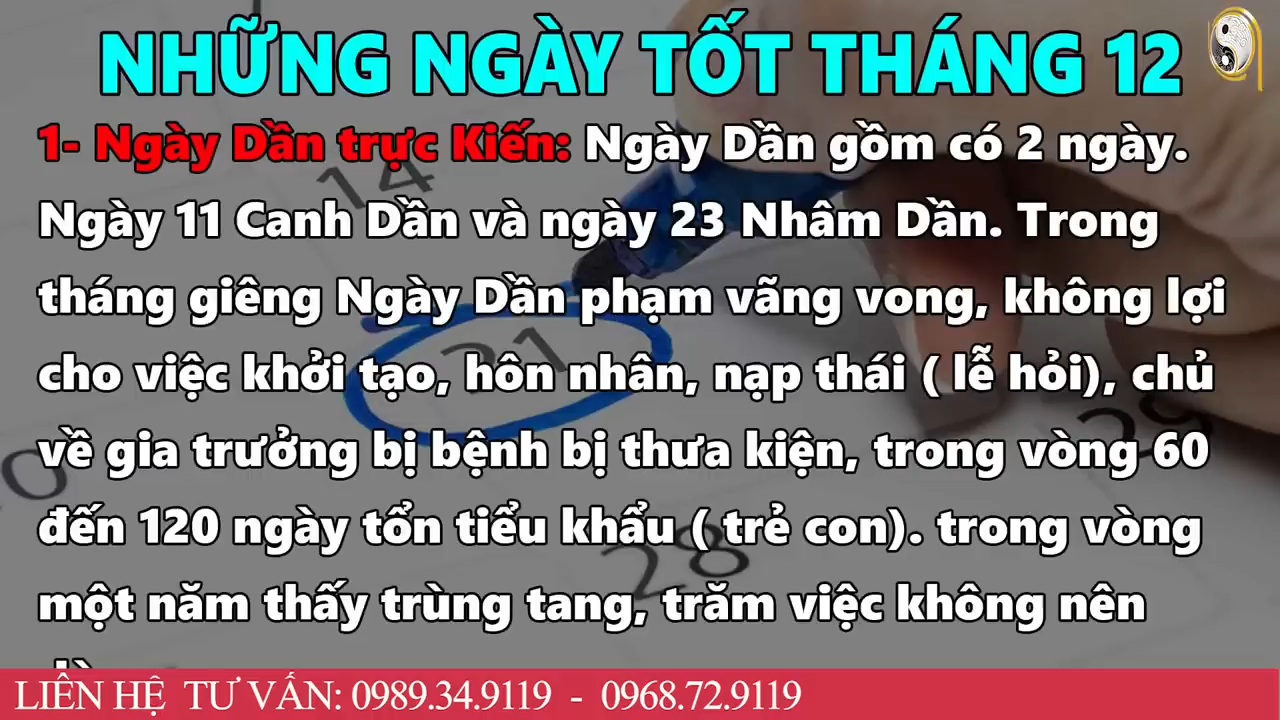 NHỮNG NGÀY TỐT THÁNG 12
1- Ngày Dần trực Kiến: Ngày Dần gồm có 2 ngày.
Ngày 11 Canh Dần và ngày 23 Nhâm Dần. Trong
tháng giêng Ngày Dần phạm vãng vong, không lợi
cho việc khởi tạo, hôn nhân, nạp thái ( lễ hỏi), chủ
về gia trưởng bị bệnh bị thưa kiện, trong vòng 60
đến 120 ngày tổn tiểu khẩu ( trẻ con). trong vòng
một năm thấy trùng tang, trăm việc không nên
LIÊN HỆ TƯ VẤN: 0989.34.9119 - 0968.72.9119
14
21
28
29